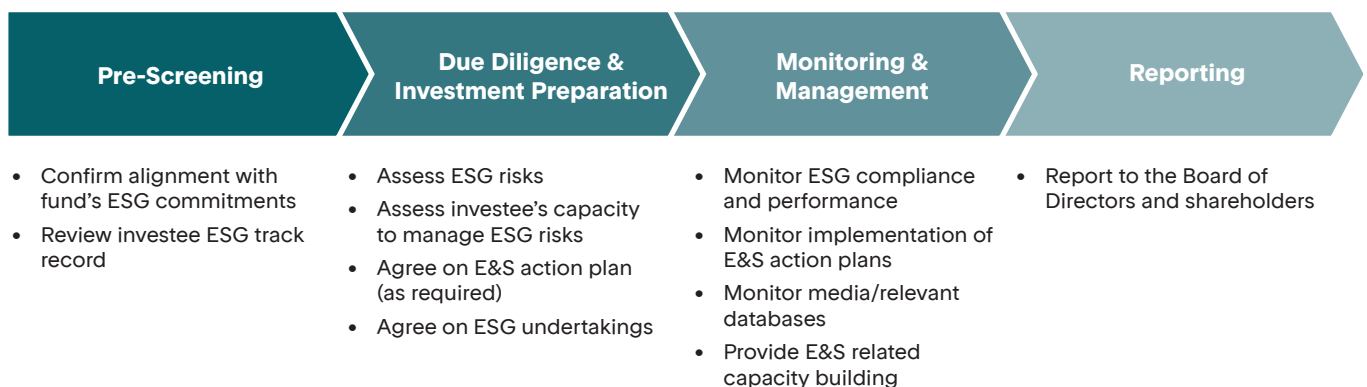 Pre-Screening
Due Diligence &
Investment Preparation
Monitoring &
Management
Reporting
• Confirm alignment with
fund's ESG commitments
• Review investee ESG track
record
• Assess ESG risks
• Assess investee's capacity
to manage ESG risks
• Agree on E&S action plan
(as required)
• Agree on ESG undertakings
• Monitor ESG compliance
and performance
• Monitor implementation of
E&S action plans
• Monitor media/relevant
databases
• Provide E&S related
capacity building
• Report to the Board of
Directors and shareholders